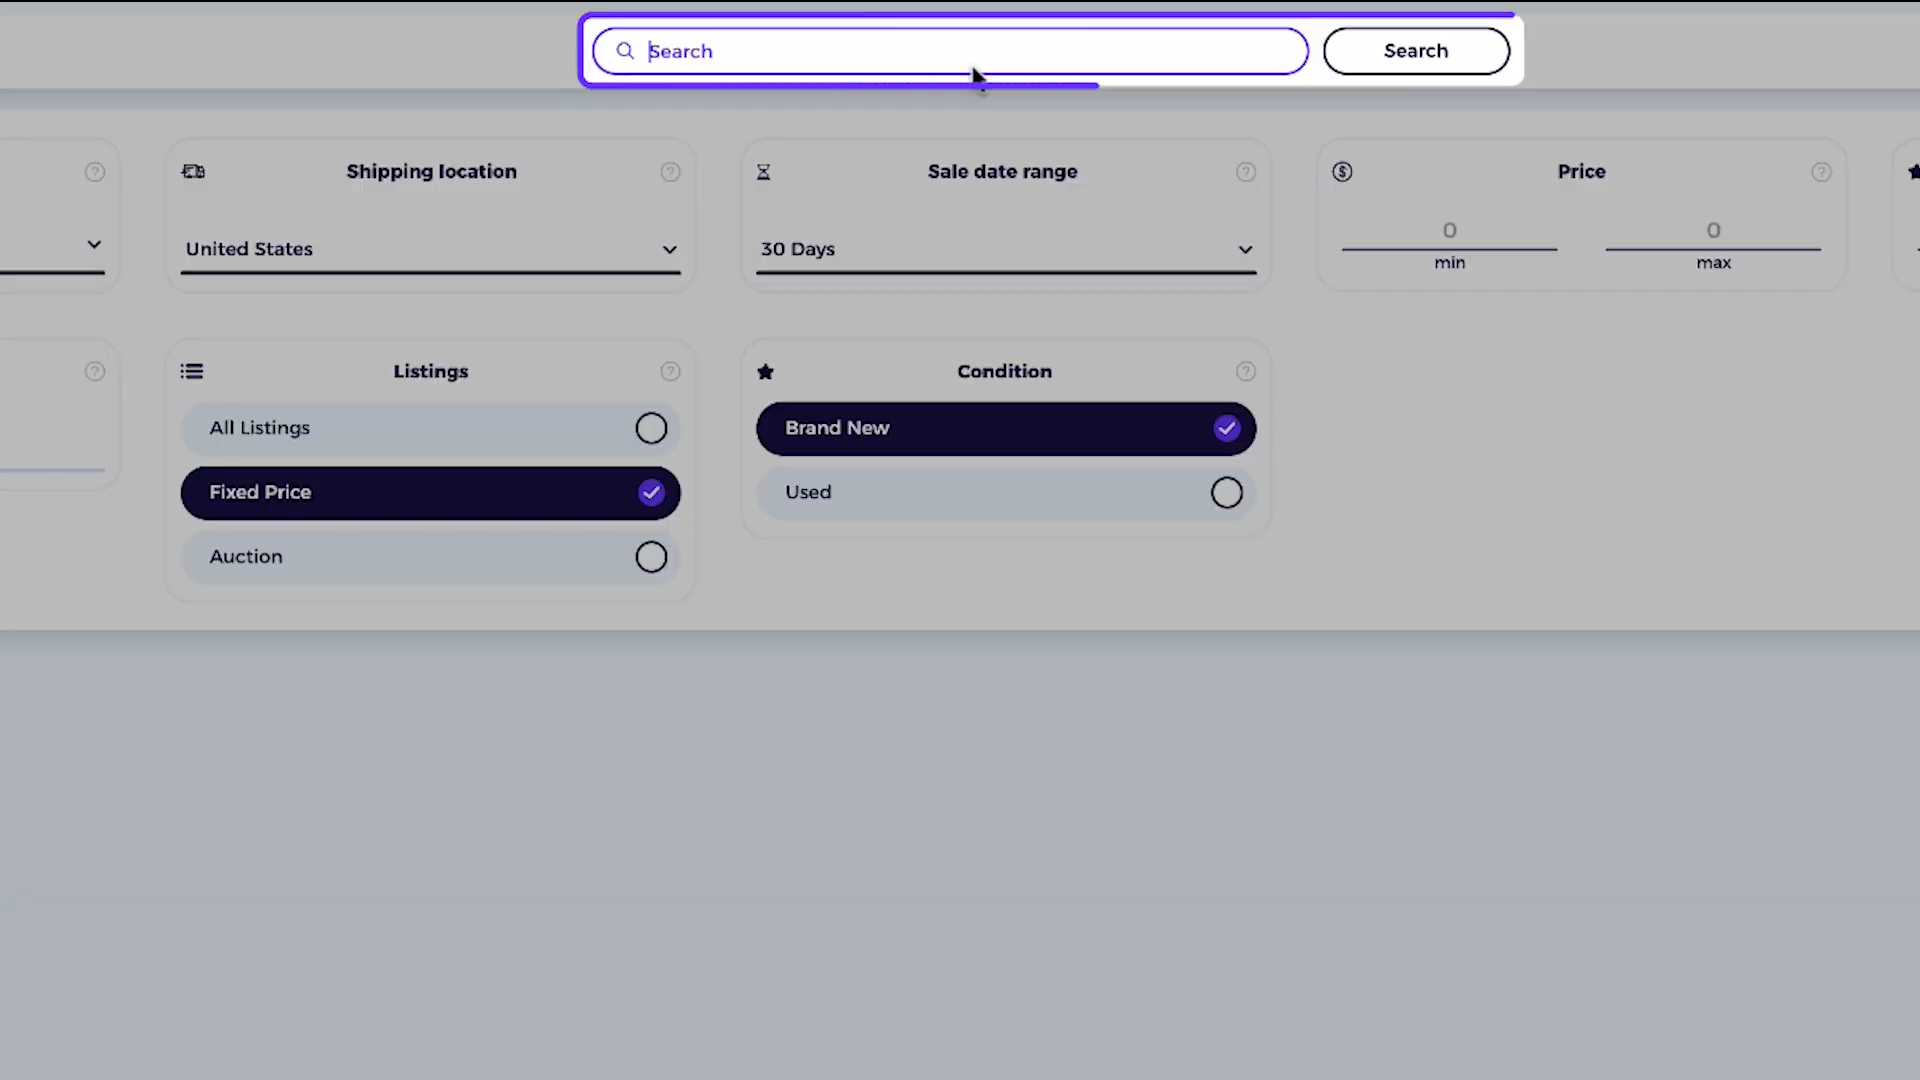 Search
Search
Shipping location
United States
Sale date range
30 Days
Price
0
min
0
max
Listings
All Listings
Fixed Price
Auction
Condition
Brand New
Used